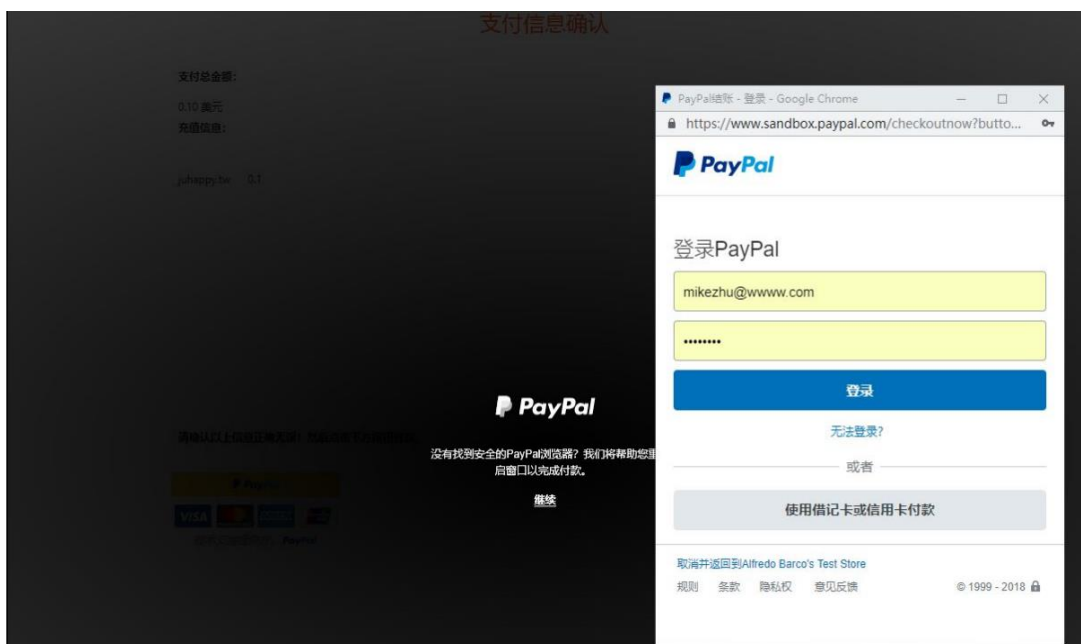 支付信息确认
支付总金额：
0.10 美元
充值信息：
juhappy.tw 0.1
PayPal
VISA
PayPal
PayPal
没有找到安全的PayPal浏览器？我们将帮助您重
启窗口以完成付款。
继续
PayPal结账 - 登录 - Google Chrome
https://www.sandbox.paypal.com/checkoutnow?butto...
PayPal
登录PayPal
mikezhu@wwww.com
••••••••
登录
无法登录?
或者
使用借记卡或信用卡付款
取消并返回到Alfredo Barco's Test Store
规则 条款 隐私权 意见反馈 © 1999 - 2018